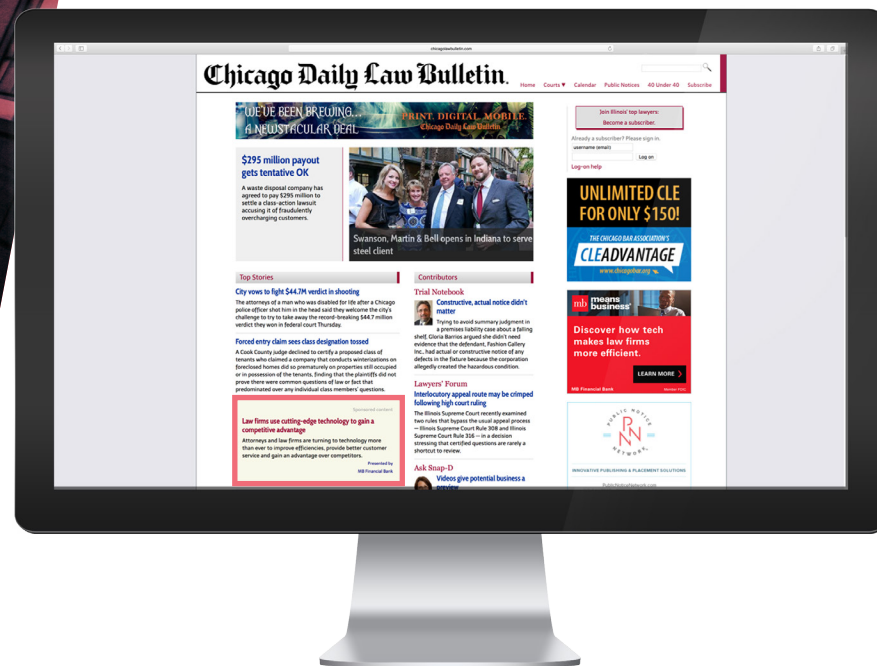 chicagolawbulletin.com
Chicago Daily Law Bulletin.
Home Courts ▼ Calendar Public Notices 40 Under 40 Subscribe
WE'VE BEEN BREWING...
A NEWSTACULAR DEAL
PRINT. DIGITAL. MOBILE.
Chicago Daily Law Bulletin
Join Illinois' top lawyers:
Become a subscriber.
Already a subscriber? Please sign in.
username (email)
Log on
Log-on help
$295 million payout
gets tentative OK
A waste disposal company has
agreed to pay $295 million to
settle a class-action lawsuit
accusing it of fraudulently
overcharging customers.
Swanson, Martin & Bell opens in Indiana to serve
steel client
UNLIMITED CLE
FOR ONLY $150!
THE CHICAGO BAR ASSOCIATION'S
CLEADVANTAGE
www.chicagobar.org
Top Stories
City vows to fight $44.7M verdict in shooting
The attorneys of a man who was disabled for life after a Chicago
police officer shot him in the head said they welcome the city's
challenge to try to take away the record-breaking $44.7 million
verdict they won in federal court Thursday.
Forced entry claim sees class designation tossed
A Cook County judge declined to certify a proposed class of
tenants who claimed a company that conducts winterizations on
foreclosed homes did so prematurely on properties still occupied
or in possession of the tenants, finding that the plaintiffs did not
prove there were common questions of law or fact that
predominated over any individual class members' questions.
Sponsored content
Law firms use cutting-edge technology to gain a
competitive advantage
Attorneys and law firms are turning to technology more
than ever to improve efficiencies, provide better customer
service and gain an advantage over competitors.
Presented by
MB Financial Bank
Contributors
Trial Notebook
Constructive, actual notice didn't
matter
Trying to avoid summary judgment in
a premises liability case about a falling
shelf, Gloria Barrios argued she didn't need
evidence that the defendant, Fashion Gallery
Inc., had actual or constructive notice of any
defects in the fixture because the corporation
allegedly created the hazardous condition.
Lawyers' Forum
Interlocutory appeal route may be crimped
following high court ruling
The Illinois Supreme Court recently examined
two rules that bypass the usual appeal process
— Illinois Supreme Court Rule 308 and Illinois
Supreme Court Rule 316 — in a decision
stressing that certified questions are rarely a
shortcut to review.
Ask Snap-D
Videos give potential business a
preview
mb means
business
Discover how tech
makes law firms
more efficient.
LEARN MORE
MB Financial Bank
Member FDIC
PUBLIC NOTICE
PNN
NETWORK
INNOVATIVE PUBLISHING & PLACEMENT SOLUTIONS
PublicNoticeNetwork.com